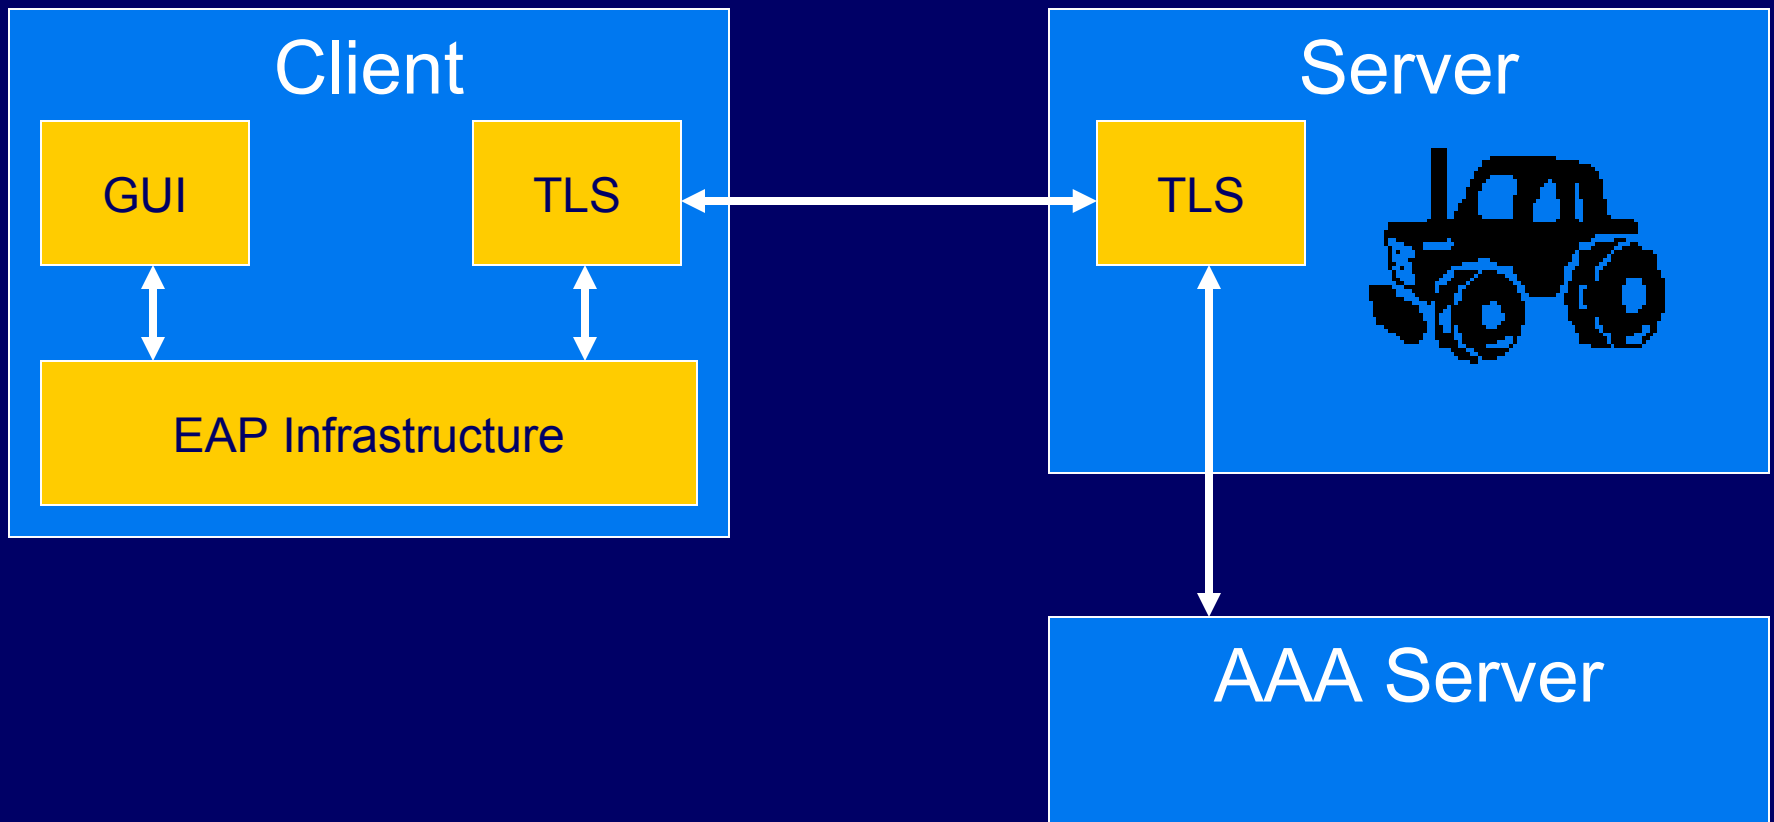 Client
GUI
TLS
EAP Infrastructure
Server
TLS
AAA Server